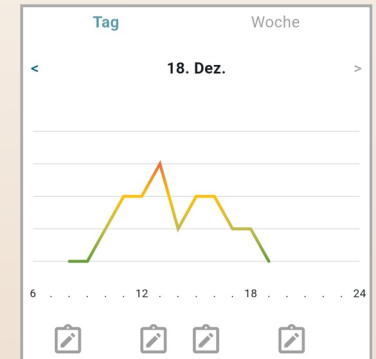 Tag Woche
< 18. Dez. >
6 . . . . . 12 . . . . . 18 . . . . . 24